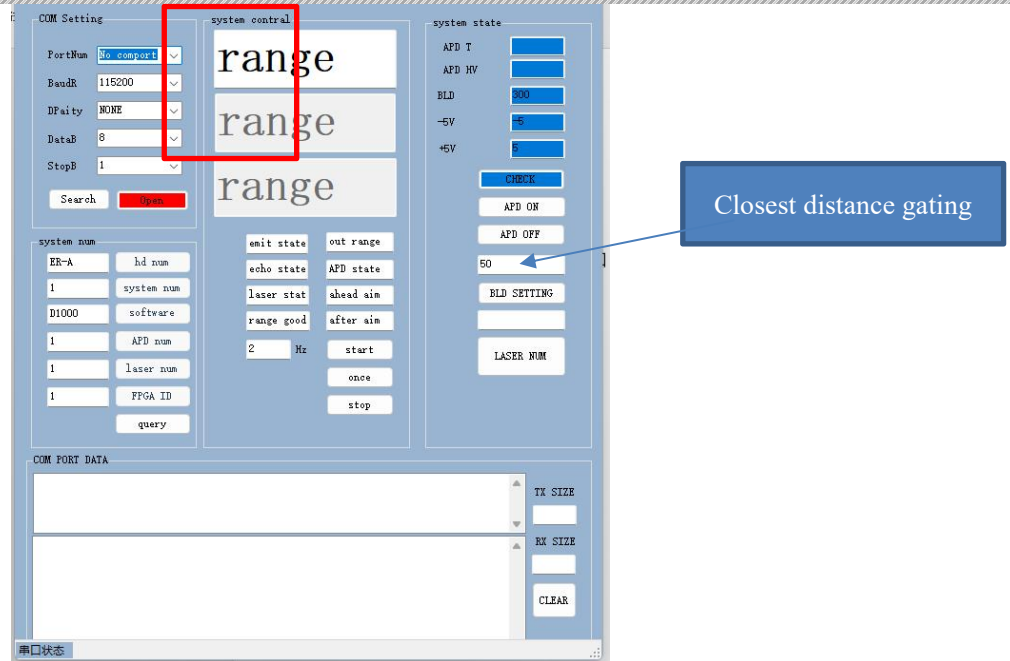 COM Setting
PortNum No comport
BaudR 115200
DPaity NONE
DataB 8
StopB 1
Search Open
system contral
range
range
range
system state
APD T
APD HV
BLD 300
-5V -5
+5V 5
CHECK
APD ON
APD OFF
50
BLD SETTING
LASER NUM
Closest distance gating
system num
ER-A hd num
1 system num
D1000 software
1 APD num
1 laser num
1 FPGA ID
query
emit state out range
echo state APD state
laser stat ahead aim
range good after aim
2 Hz start
once
stop
COM PORT DATA
TX SIZE
RX SIZE
CLEAR
串口状态